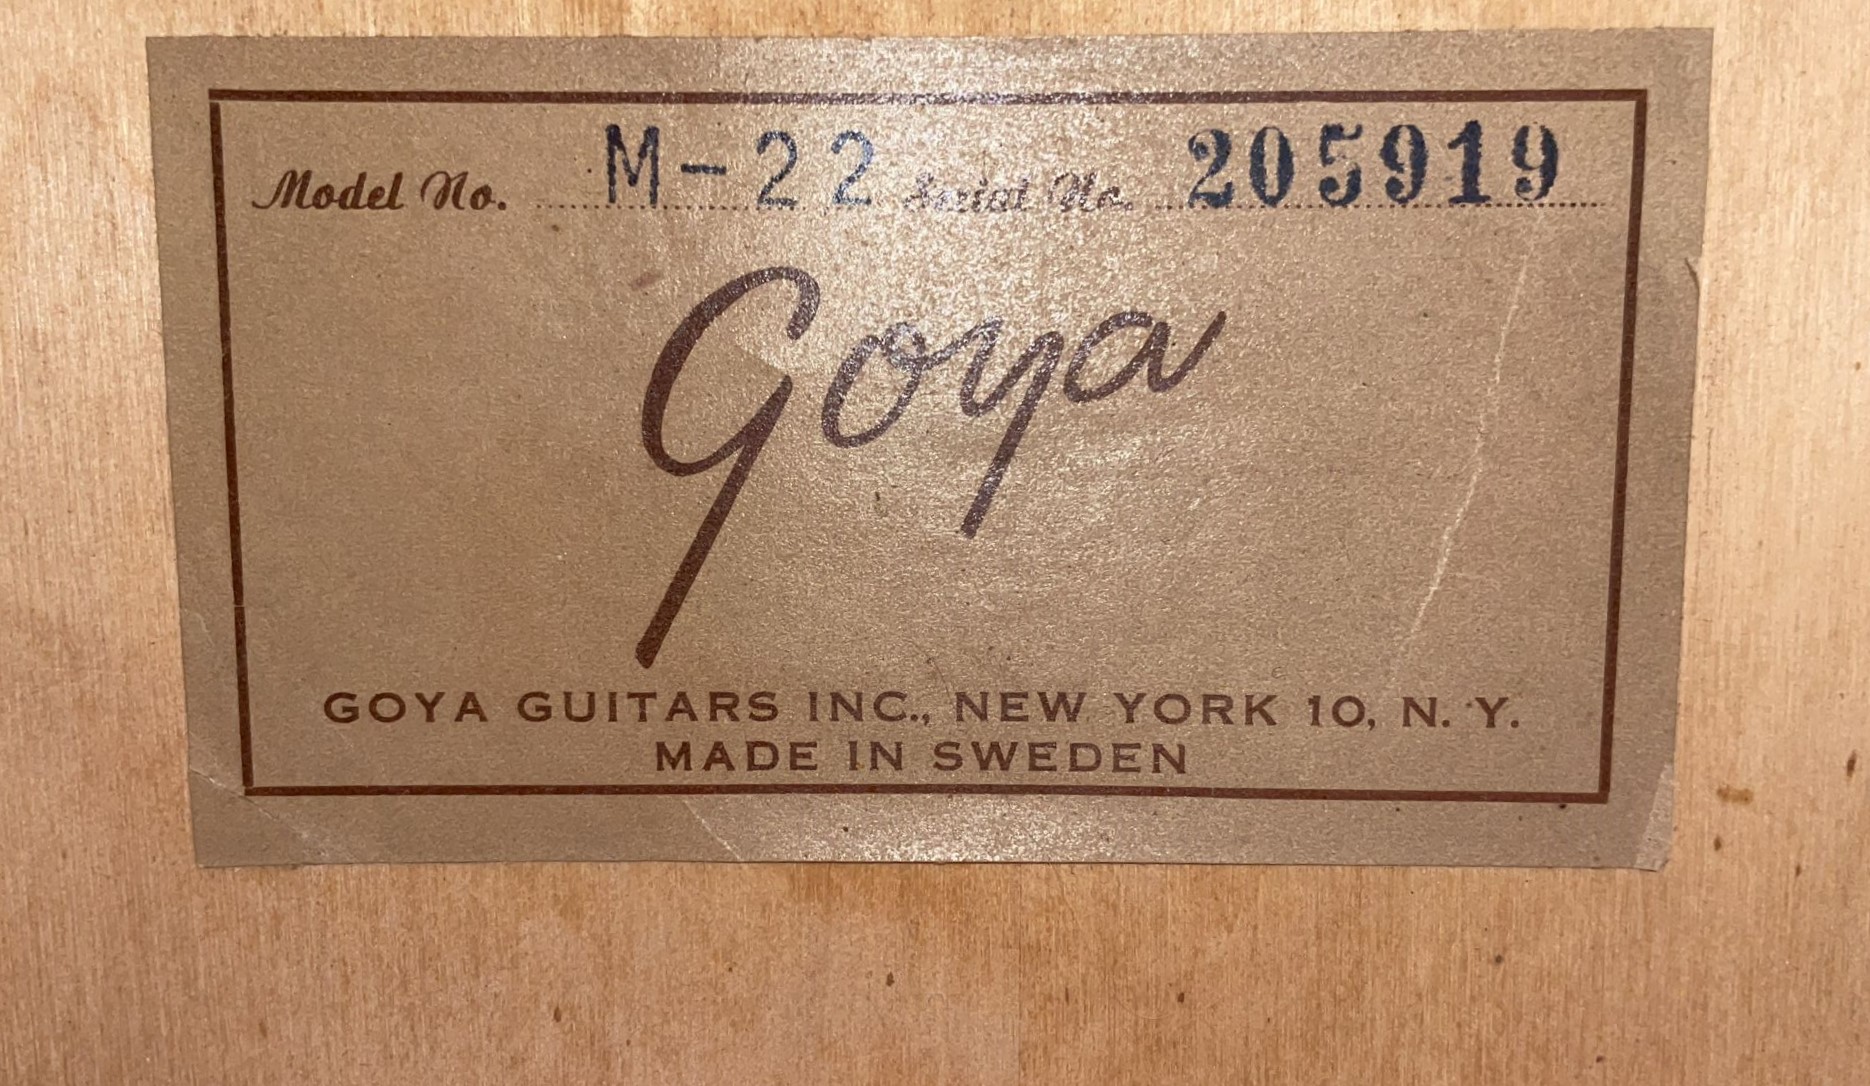 Model No. M-22 Serial No. 205919
Goya
GOYA GUITARS INC., NEW YORK 10, N. Y.
MADE IN SWEDEN